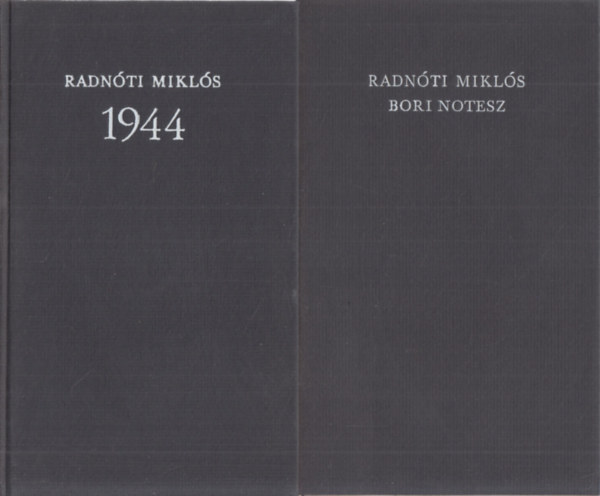 RADNÓTI MIKLÓS
1944
RADNÓTI MIKLÓS
BORI NOTESZ